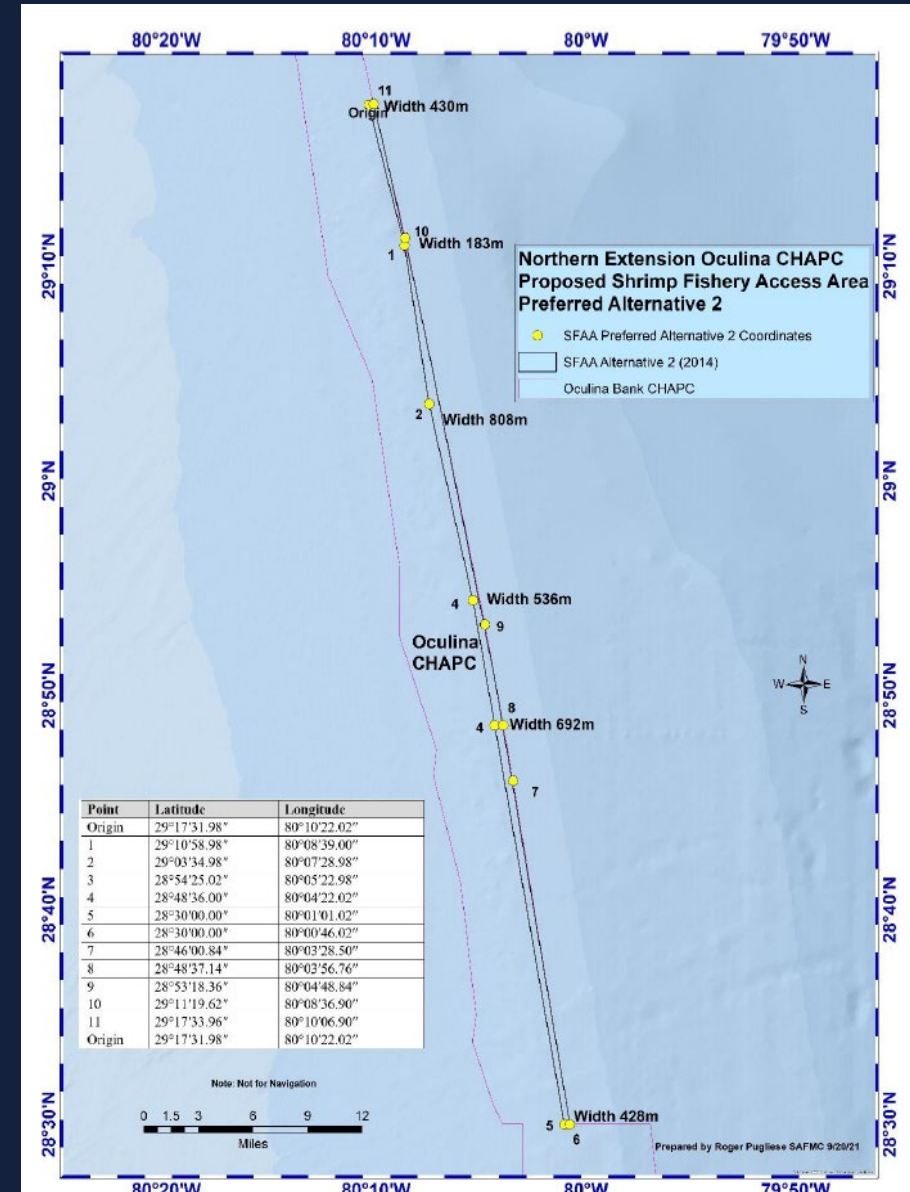 80°20'W 80°10'W 80°W 79°50'W
11
Origin
Width 430m
10
Width 183m
1
29°10'N 29°10'N
Northern Extension Oculina CHAPC
Proposed Shrimp Fishery Access Area
Preferred Alternative 2
SFAA Preferred Alternative 2 Coordinates
SFAA Alternative 2 (2014)
Oculina Bank CHAPC
2
Width 808m
29°N 29°N
4
Width 536m
9
Oculina
CHAPC
N
W E
S
28°50'N 28°50'N
8
4
Width 692m
7
Point Latitude Longitude
Origin 29°17'31.98" 80°10'22.02"
1 29°10'58.98" 80°08'39.00"
2 29°03'34.98" 80°07'28.98"
3 28°54'25.02" 80°05'22.98"
4 28°48'36.00" 80°04'22.02"
5 28°30'00.00" 80°01'01.02"
6 28°30'00.00" 80°00'46.02"
7 28°46'00.84" 80°03'28.50"
8 28°48'37.14" 80°03'56.76"
9 28°53'18.36" 80°04'48.84"
10 29°11'19.62" 80°08'36.90"
11 29°17'33.96" 80°10'06.90"
Origin 29°17'31.98" 80°10'22.02"
28°40'N 28°40'N
Note: Not for Navigation
0 1.5 3 6 9 12
Miles
28°30'N 28°30'N
Width 428m
5
6
Prepared by Roger Pugliese SAFMC 9/20/21
80°20'W 80°10'W 80°W 79°50'W